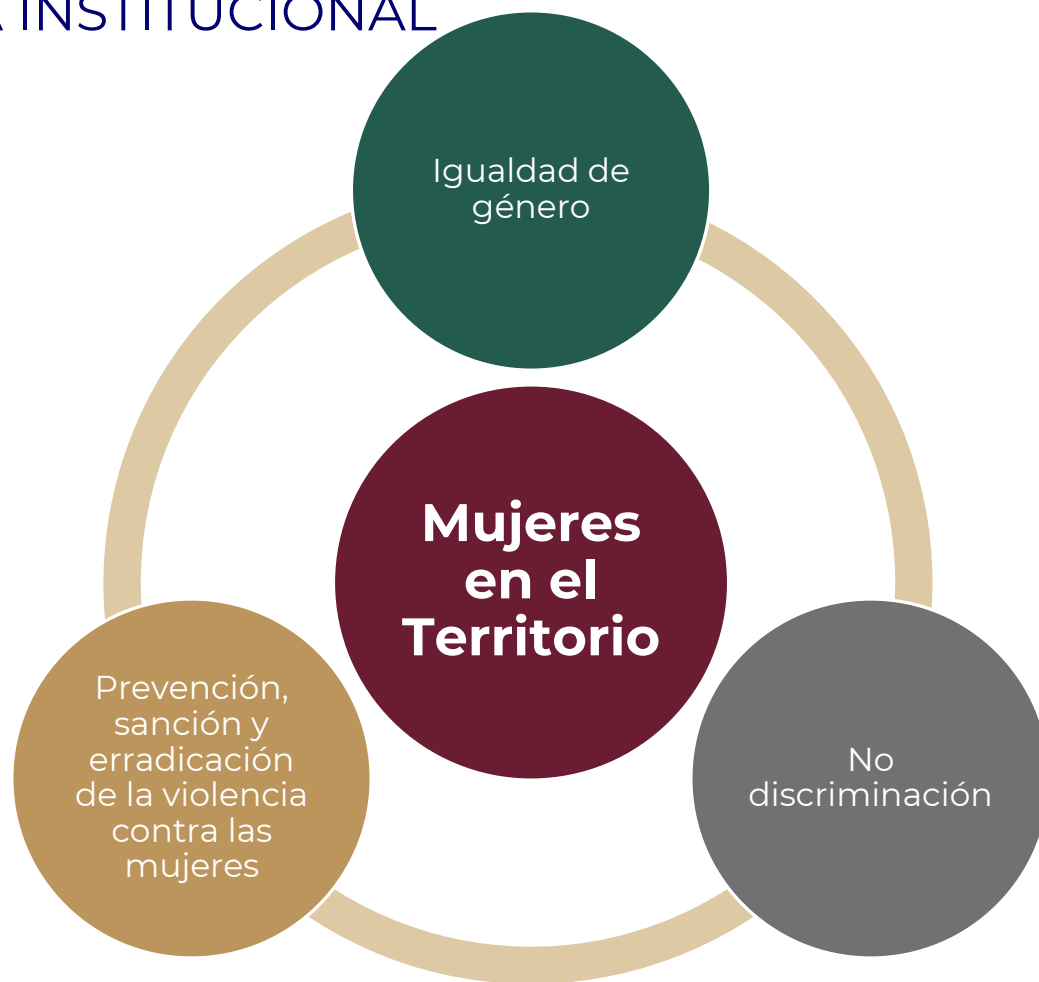 A INSTITUCIONAL
Igualdad de
género
Mujeres
en el
Territorio
Prevención,
sanción y
erradicación
de la violencia
contra las
mujeres
No
discriminación